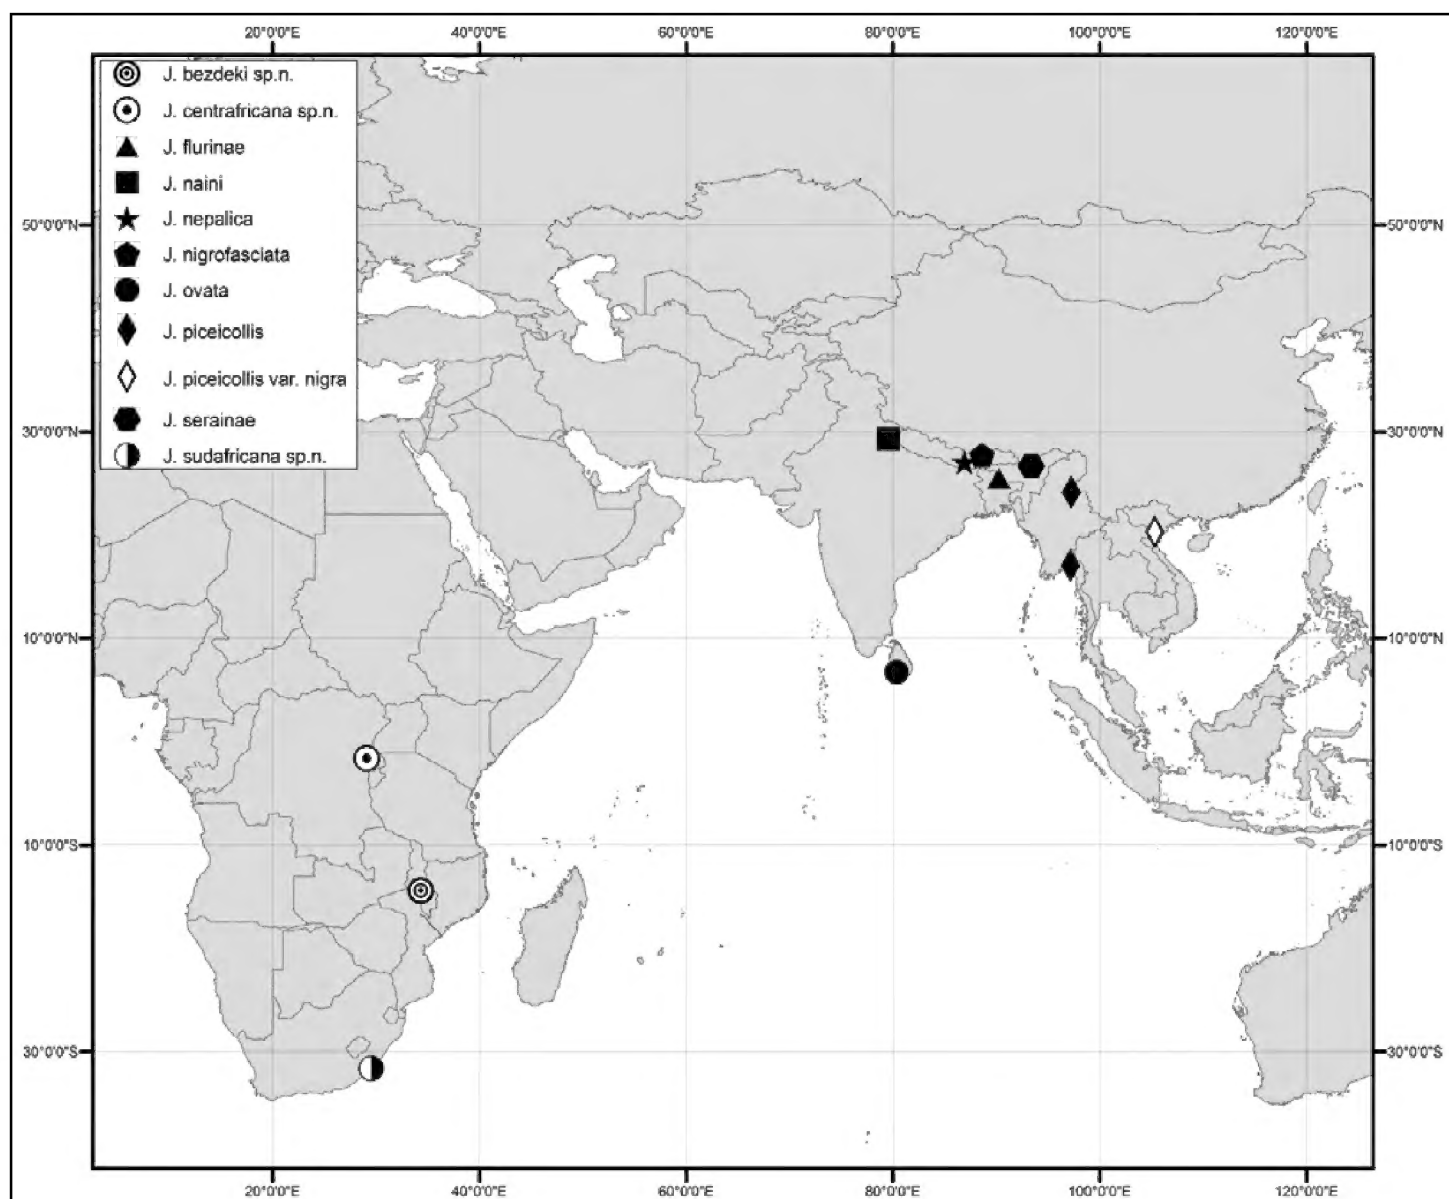 20°0'0"E 40°0'0"E 60°0'0"E 80°0'0"E 100°0'0"E 120°0'0"E
J. bezdeki sp.n.
J. centrafricana sp.n.
J. flurinae
J. naini
J. nepalica
50°0'0"N 50°0'0"N
J. nigrofasciata
J. ovata
J. piceicollis
J. piceicollis var. nigra
J. serainae
30°0'0"N 30°0'0"N
J. sudafricana sp.n.
10°0'0"N 10°0'0"N
10°0'0"S 10°0'0"S
30°0'0"S 30°0'0"S
20°0'0"E 40°0'0"E 60°0'0"E 80°0'0"E 100°0'0"E 120°0'0"E